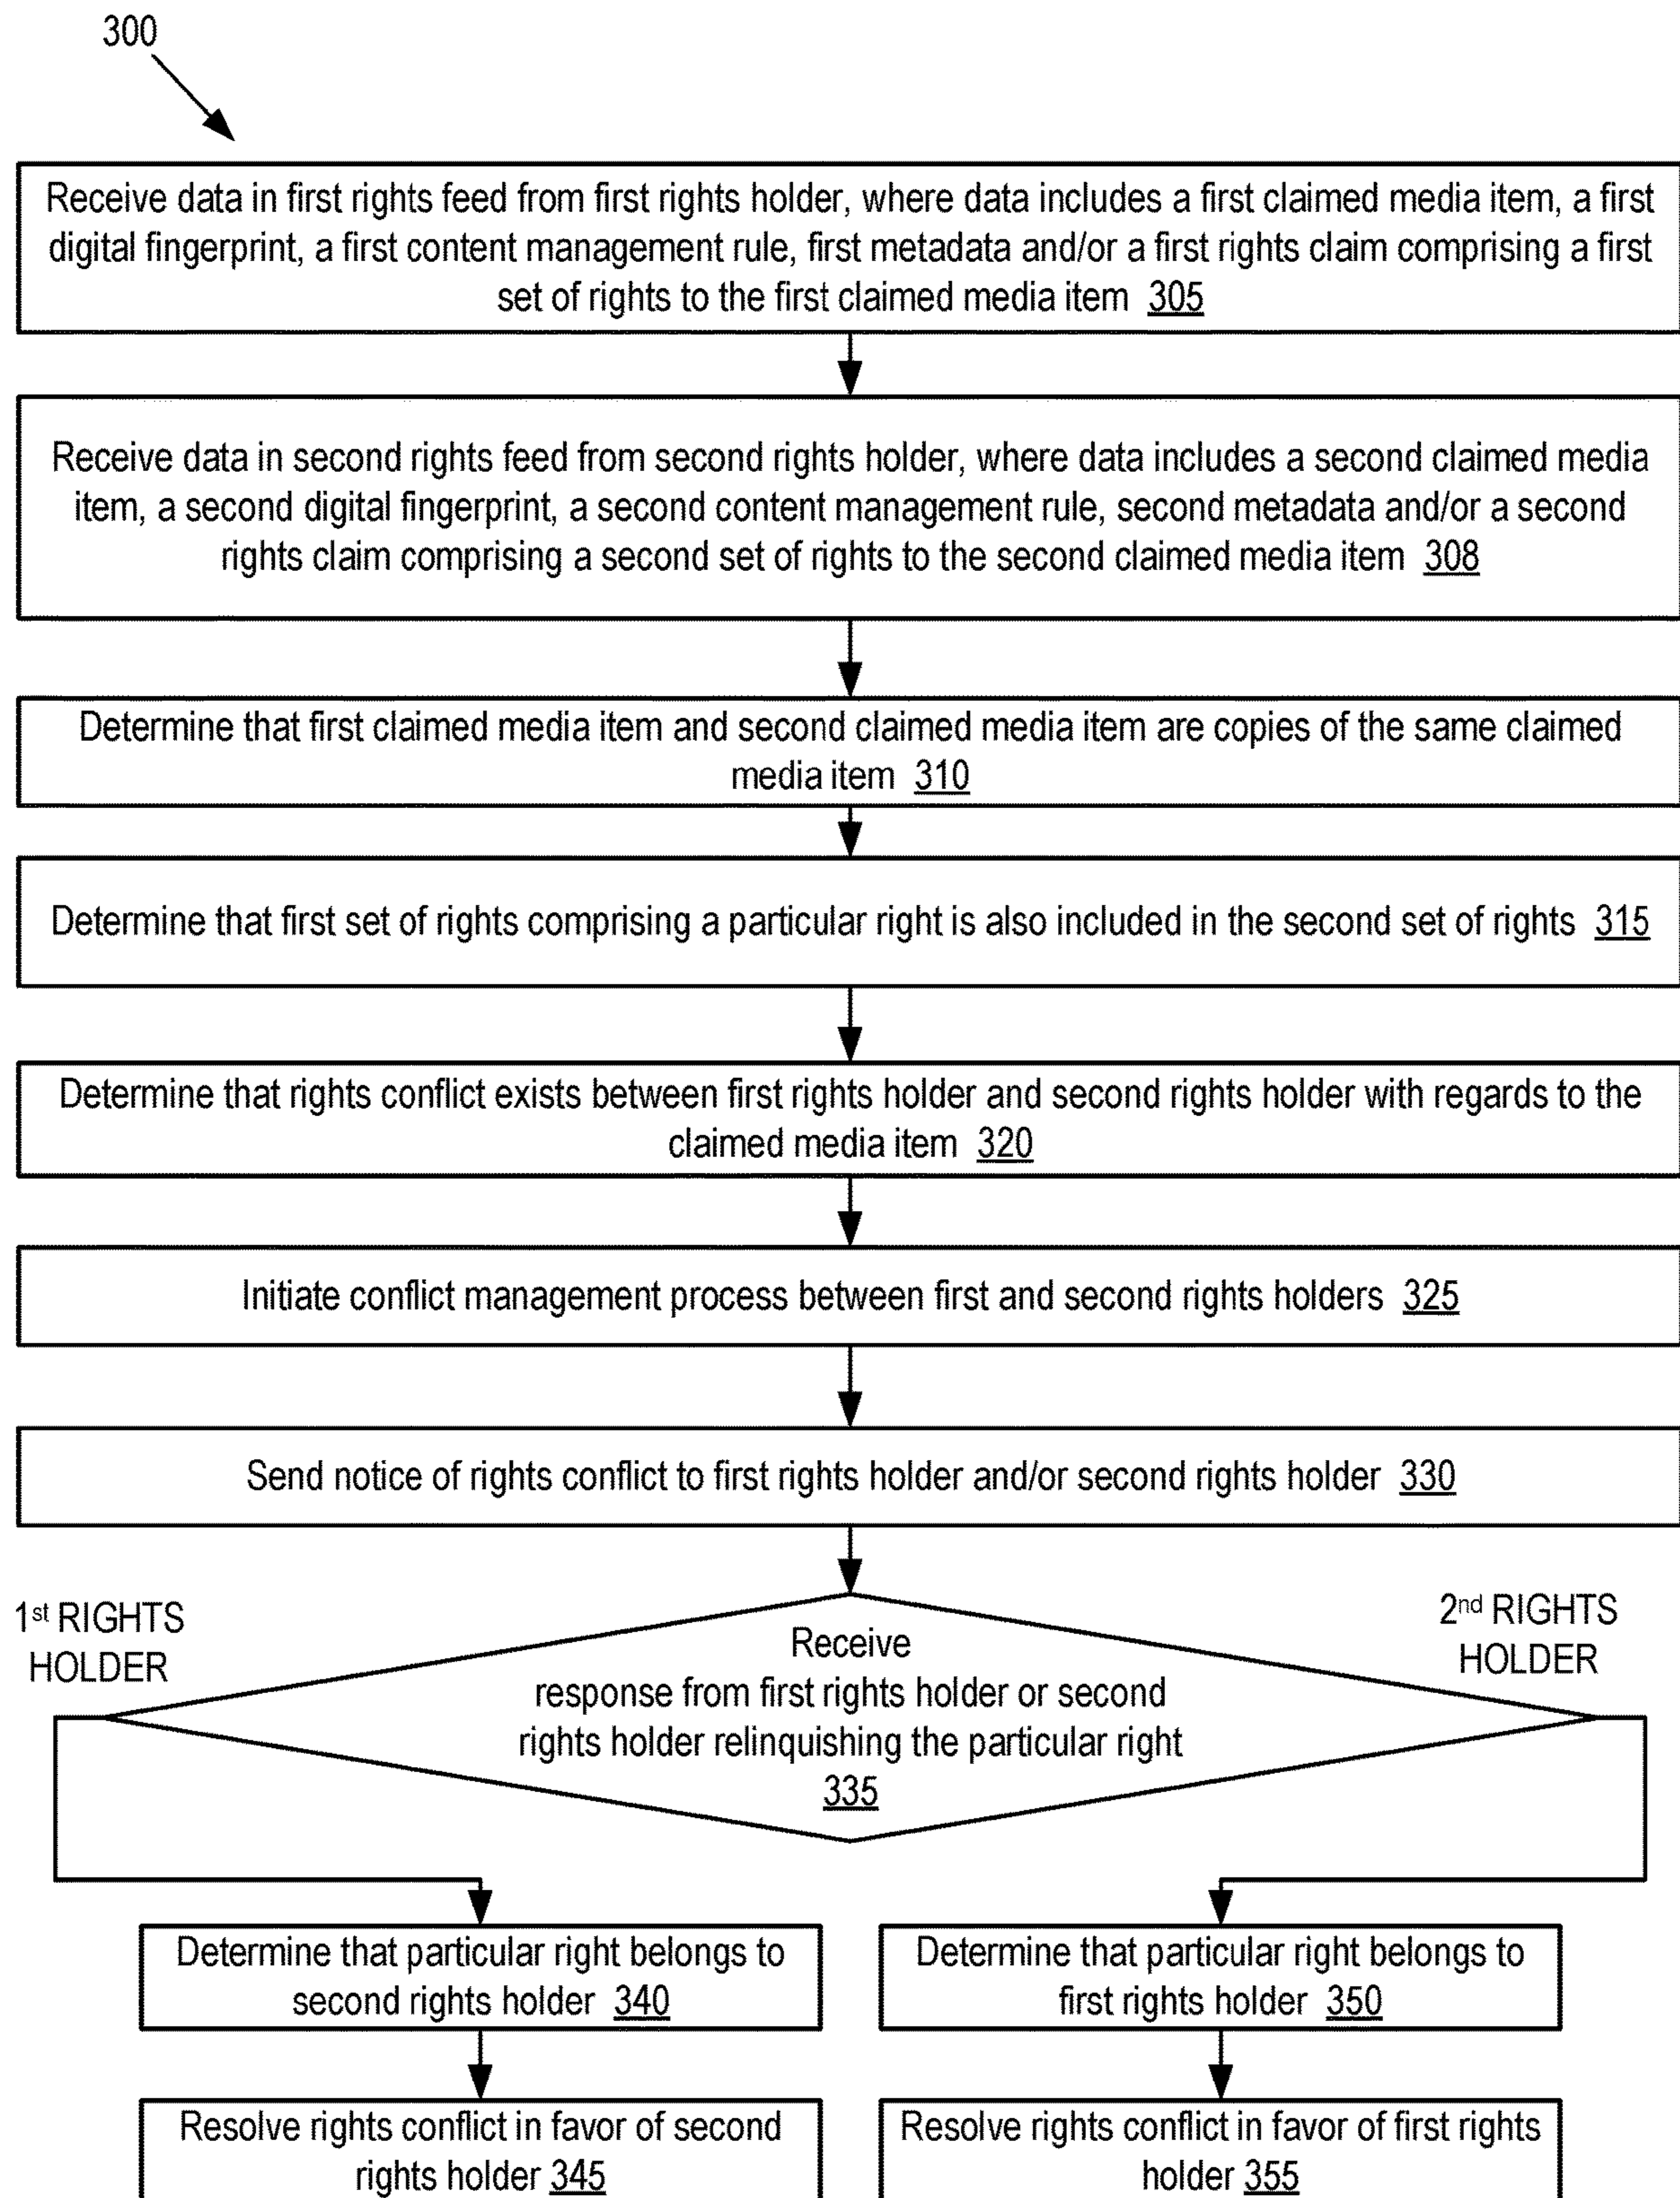 300
Receive data in first rights feed from first rights holder, where data includes a first claimed media item, a first
digital fingerprint, a first content management rule, first metadata and/or a first rights claim comprising a first
set of rights to the first claimed media item 305
Receive data in second rights feed from second rights holder, where data includes a second claimed media
item, a second digital fingerprint, a second content management rule, second metadata and/or a second
rights claim comprising a second set of rights to the second claimed media item 308
Determine that first claimed media item and second claimed media item are copies of the same claimed
media item 310
Determine that first set of rights comprising a particular right is also included in the second set of rights 315
Determine that rights conflict exists between first rights holder and second rights holder with regards to the
claimed media item 320
Initiate conflict management process between first and second rights holders 325
Send notice of rights conflict to first rights holder and/or second rights holder 330
1st RIGHTS
HOLDER
2nd RIGHTS
HOLDER
Receive
response from first rights holder or second
rights holder relinquishing the particular right
335
Determine that particular right belongs to
second rights holder 340
Determine that particular right belongs to
first rights holder 350
Resolve rights conflict in favor of second
rights holder 345
Resolve rights conflict in favor of first rights
holder 355